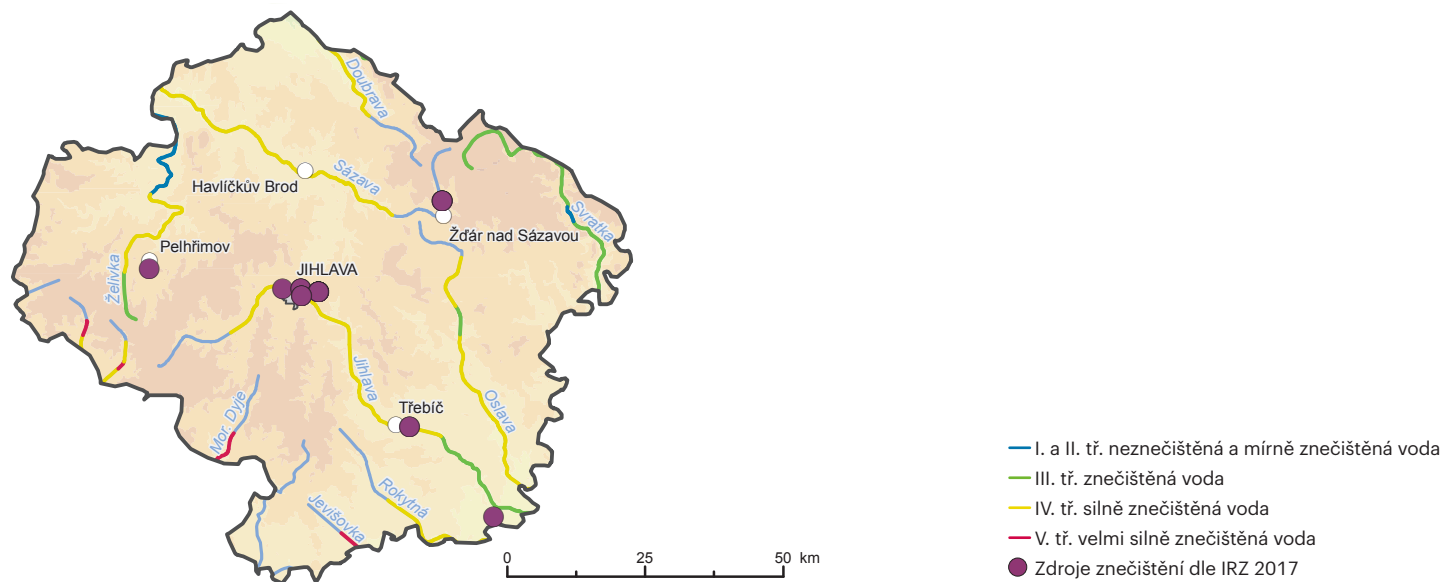 Doubrava
Sázava
Havlíčkův Brod
Svratka
Žďár nad Sázavou
Pelhřimov
Želivka
JIHLAVA
Jihlava
Oslava
Třebíč
Mor. Dyje
Rokytná
Jevišovka
0 25 50 km
I. a II. tř. neznečištěná a mírně znečištěná voda
III. tř. znečištěná voda
IV. tř. silně znečištěná voda
V. tř. velmi silně znečištěná voda
Zdroje znečištění dle IRZ 2017